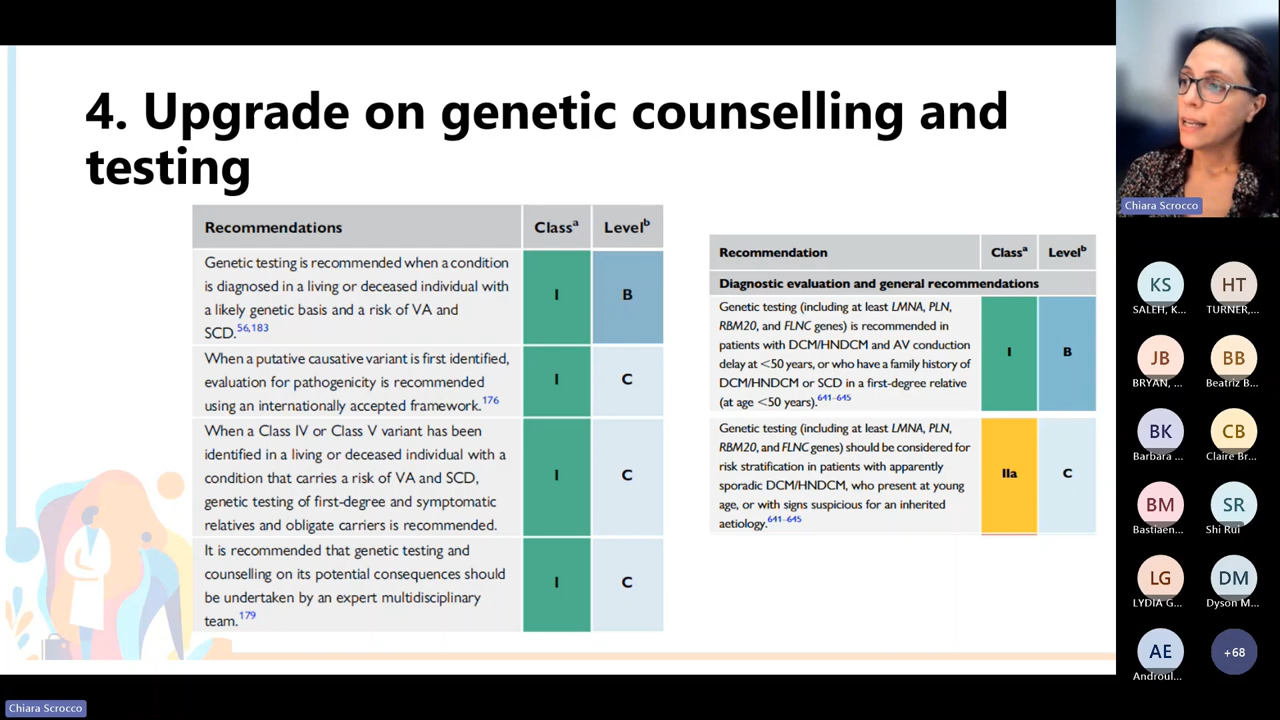 4. Upgrade on genetic counselling and
testing
Recommendations Classᵃ Levelᵇ
Genetic testing is recommended when a condition
is diagnosed in a living or deceased individual with
a likely genetic basis and a risk of VA and
SCD.56,183
I B
When a putative causative variant is first identified,
evaluation for pathogenicity is recommended
using an internationally accepted framework.176
I C
When a Class IV or Class V variant has been
identified in a living or deceased individual with a
condition that carries a risk of VA and SCD,
genetic testing of first-degree and symptomatic
relatives and obligate carriers is recommended.
I C
It is recommended that genetic testing and
counselling on its potential consequences should
be undertaken by an expert multidisciplinary
team.179
I C
Recommendation Classᵃ Levelᵇ
Diagnostic evaluation and general recommendations
Genetic testing (including at least LMNA, PLN,
RBM20, and FLNC genes) is recommended in
patients with DCM/HNDCM and AV conduction
delay at <50 years, or who have a family history of
DCM/HNDCM or SCD in a first-degree relative
(at age <50 years).641–645
I B
Genetic testing (including at least LMNA, PLN,
RBM20, and FLNC genes) should be considered for
risk stratification in patients with apparently
sporadic DCM/HNDCM, who present at young
age, or with signs suspicious for an inherited
aetiology.641–645
IIa C
Chiara Scrocco
KS HT
SALEH, K... TURNER,...
JB BB
BRYAN, ... Beatriz B...
BK CB
Barbara ... Claire Br...
BM SR
Bastiaen... Shi Rui
LG DM
LYDIA G... Dyson M...
AE +68
Androul...
Chiara Scrocco